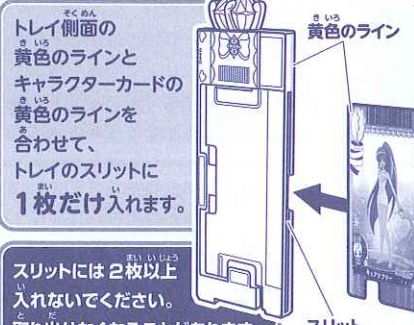 トレイ側面の
黄色のラインと
キャラクターカードの
黄色のラインを
合わせて、
トレイのスリットに
1枚だけ入れます。
黄色のライン
スリットには2枚以上
入れないでください。
スリット